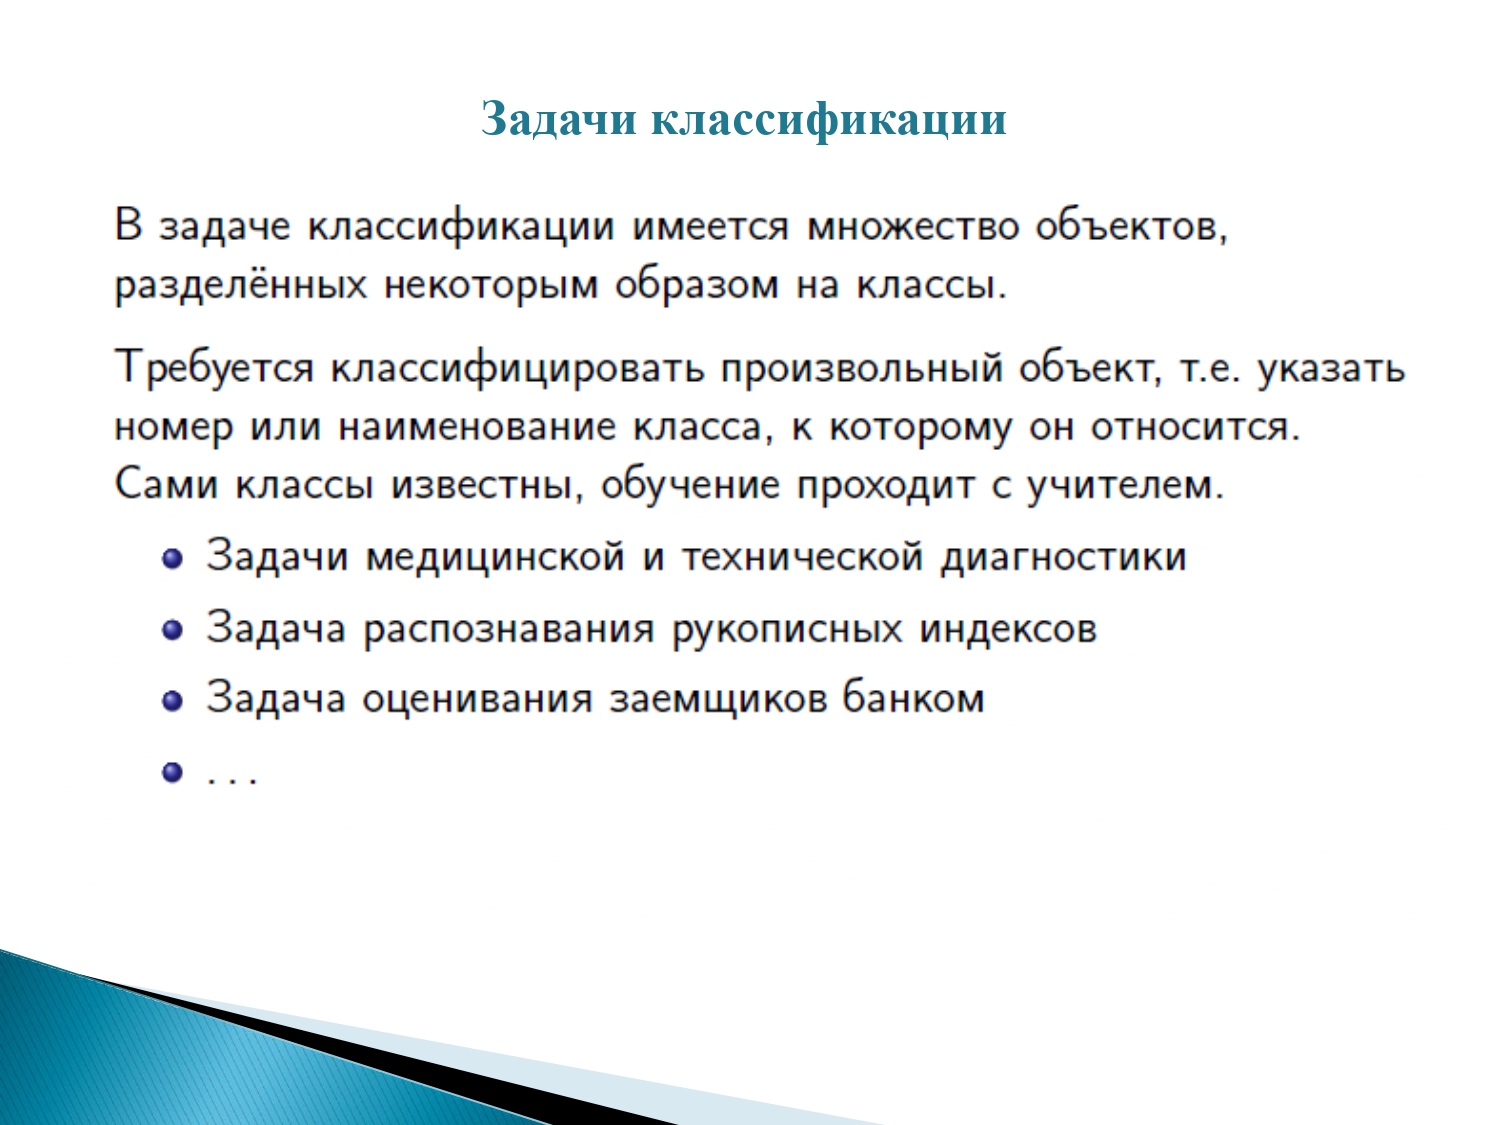 Задачи классификации
В задаче классификации имеется множество объектов,
разделённых некоторым образом на классы.
Требуется классифицировать произвольный объект, т.е. указать
номер или наименование класса, к которому он относится.
Сами классы известны, обучение проходит с учителем.
Задачи медицинской и технической диагностики
Задача распознавания рукописных индексов
Задача оценивания заемщиков банком
. . .